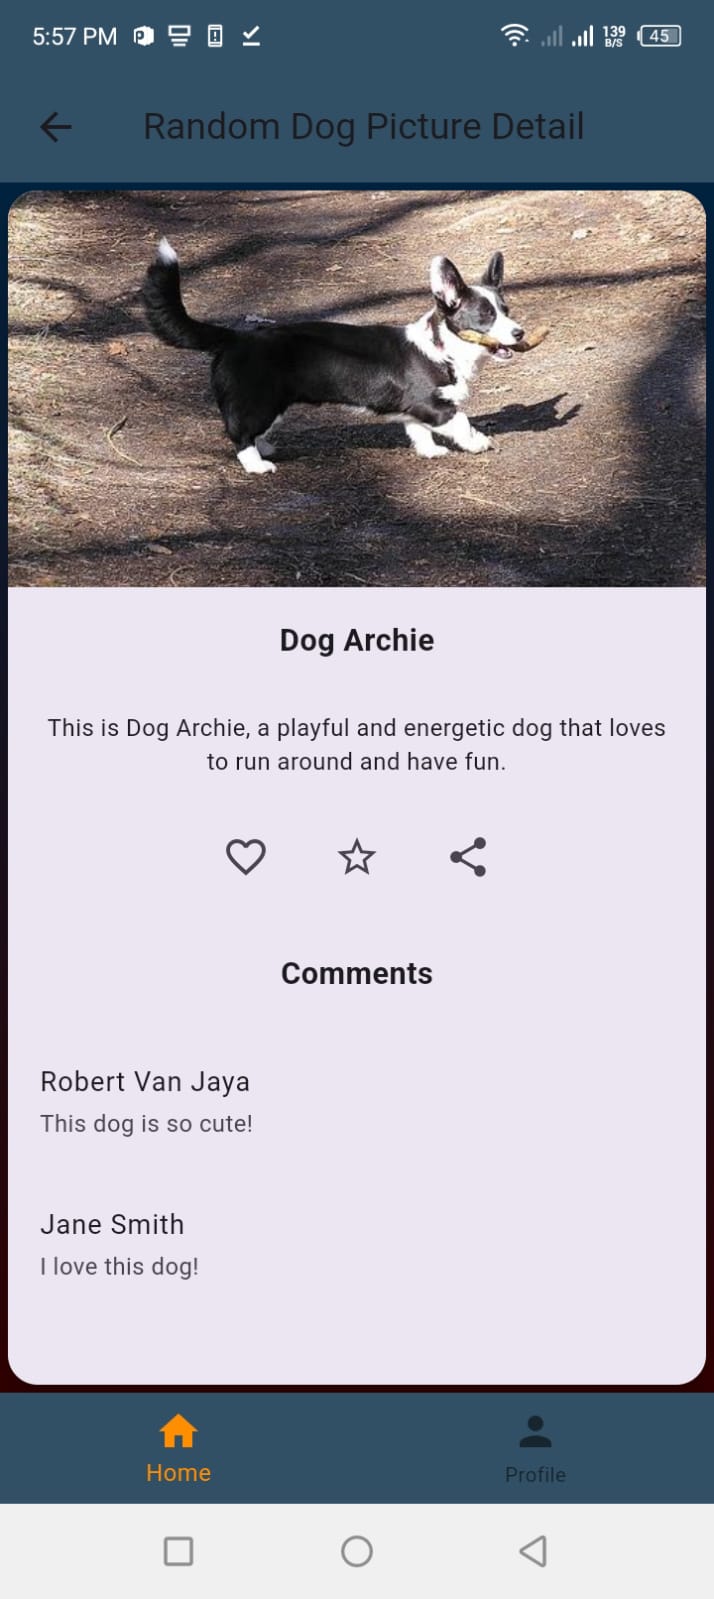 5:57 PM
139
B/S
45
Random Dog Picture Detail
Dog Archie
This is Dog Archie, a playful and energetic dog that loves
to run around and have fun.
Comments
Robert Van Jaya
This dog is so cute!
Jane Smith
I love this dog!
Home
Profile